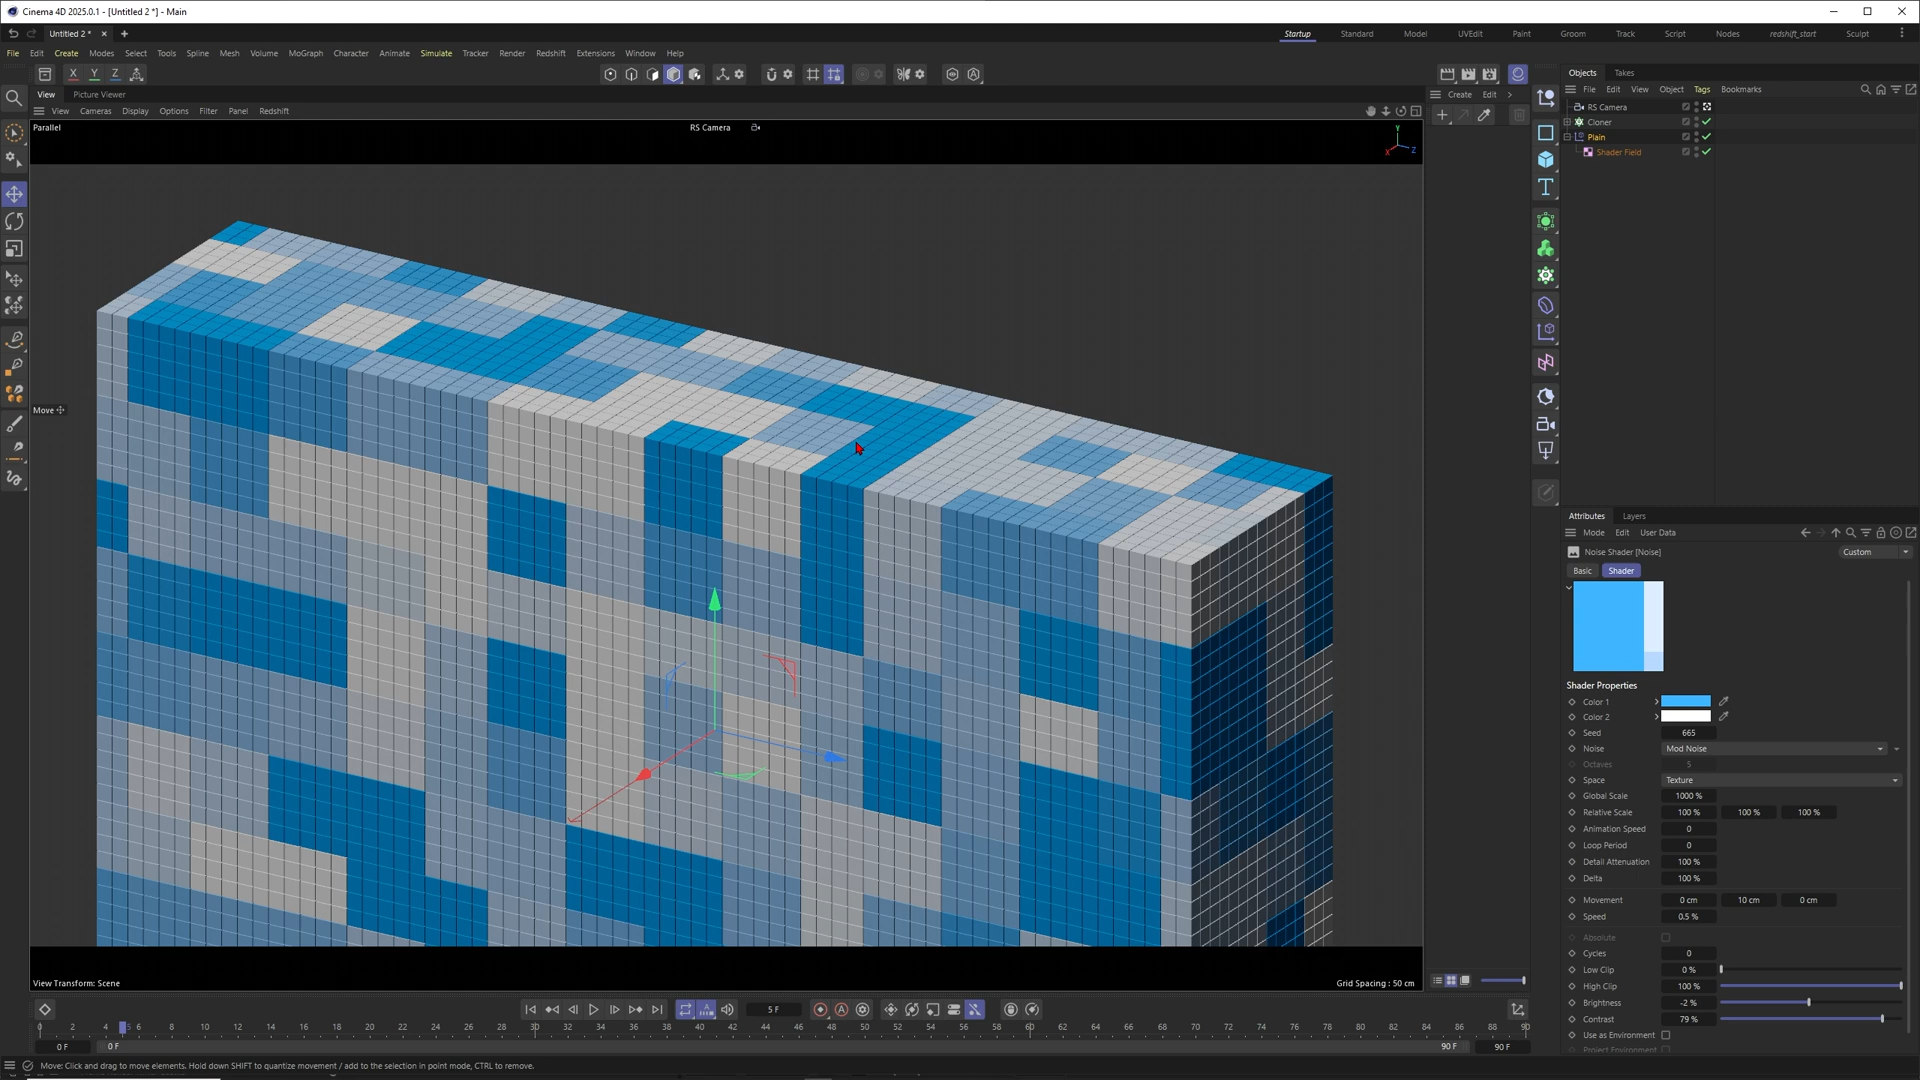 Cinema 4D 2025.0.1 - [Untitled 2 *] - Main
Untitled 2 *
Startup Standard Model UVEdit Paint Groom Track Script Nodes redshift_start Sculpt
File Edit Create Modes Select Tools Spline Mesh Volume MoGraph Character Animate Simulate Tracker Render Redshift Extensions Window Help
X Y Z
View Picture Viewer
View Cameras Display Options Filter Panel Redshift
Create Edit
Objects Takes
File Edit View Object Tags Bookmarks
RS Camera
Cloner
Plain
Shader Field
Parallel
RS Camera
Y
X
Z
Move
View Transform: Scene
Grid Spacing : 50 cm
Attributes Layers
Mode Edit User Data
Noise Shader [Noise]
Custom
Basic Shader
Shader Properties
Color 1
Color 2
Seed 665
Noise Mod Noise
Octaves 5
Space Texture
Global Scale 1000 %
Relative Scale 100 % 100 % 100 %
Animation Speed 0
Loop Period 0
Detail Attenuation 100 %
Delta 100 %
Movement 0 cm 10 cm 0 cm
Speed 0.5 %
Absolute
Cycles 0
Low Clip 0 %
High Clip 100 %
Brightness -2 %
Contrast 79 %
Use as Environment
Project Environment
5 F
0 2 4 5 6 8 10 12 14 16 18 20 22 24 26 28 30 32 34 36 38 40 42 44 46 48 50 52 54 56 58 60 62 64 66 68 70 72 74 76 78 80 82 84 86 88 90
0 F 0 F 90 F 90 F
Move: Click and drag to move elements. Hold down SHIFT to quantize movement / add to the selection in point mode, CTRL to remove.